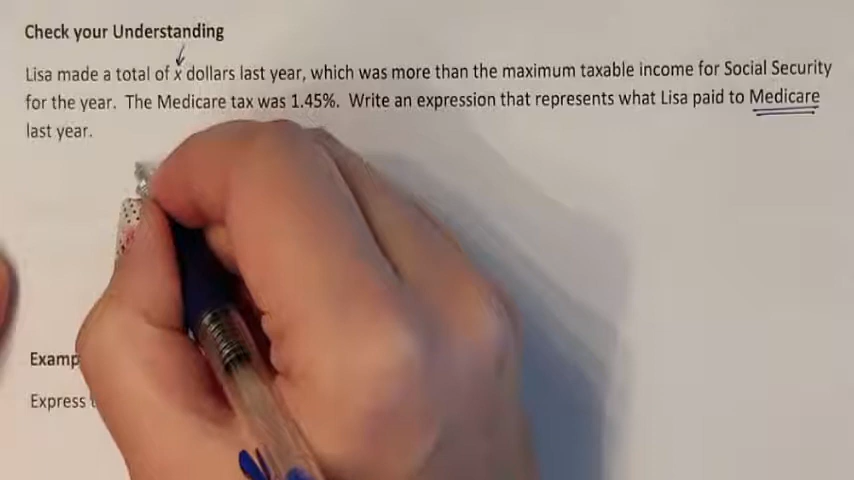 Check your Understanding
Lisa made a total of x dollars last year, which was more than the maximum taxable income for Social Security
for the year. The Medicare tax was 1.45%. Write an expression that represents what Lisa paid to Medicare
last year.
Examp
Express